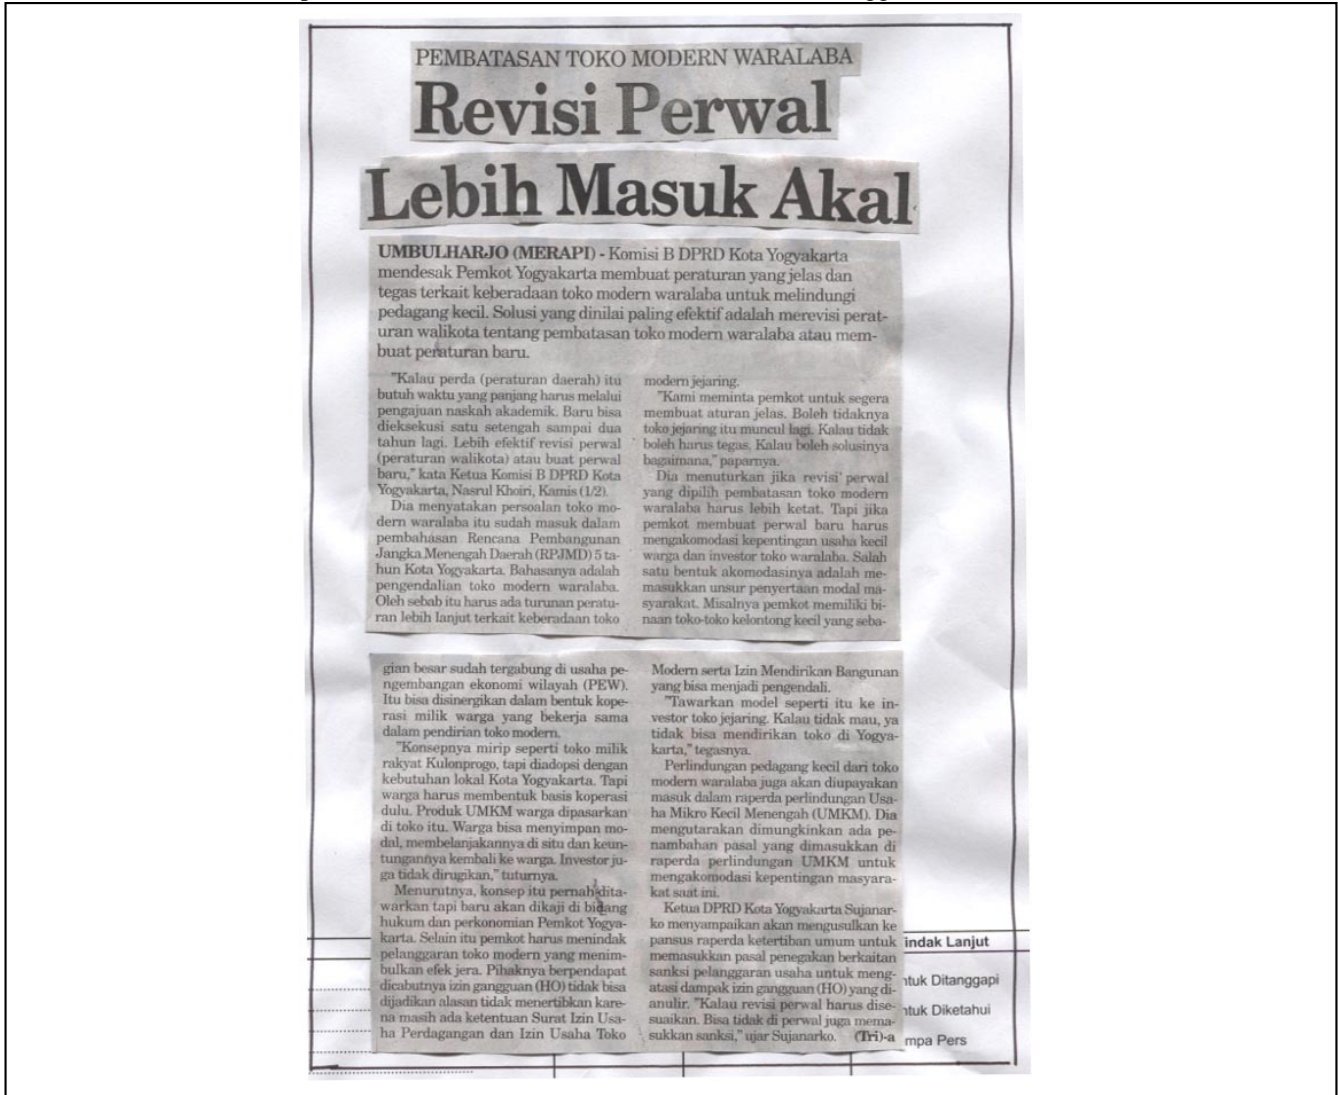 PEMBATASAN TOKO MODERN WARALABA
Revisi Perwal
Lebih Masuk Akal
UMBULHARJO (MERAPI) - Komisi B DPRD Kota Yogyakarta
mendesak Pemkot Yogyakarta membuat peraturan yang jelas dan
tegas terkait keberadaan toko modern waralaba untuk melindungi
pedagang kecil. Solusi yang dinilai paling efektif adalah merevisi perat-
uran walikota tentang pembatasan toko modern waralaba atau mem-
buat peraturan baru.
"Kalau perda (peraturan daerah) itu
butuh waktu yang panjang harus melalui
pengajuan naskah akademik. Baru bisa
dieksekusi satu setengah sampai dua
tahun lagi. Lebih efektif revisi perwal
(peraturan walikota) atau buat perwal
baru," kata Ketua Komisi B DPRD Kota
Yogyakarta, Nasrul Khoiri, Kamis (1/2).
Dia menyatakan persoalan toko mo-
dern waralaba itu sudah masuk dalam
pembahasan Rencana Pembangunan
Jangka Menengah Daerah (RPJMD) 5 ta-
hun Kota Yogyakarta. Bahasanya adalah
pengendalian toko modern waralaba.
Oleh sebab itu harus ada turunan peratu-
ran lebih lanjut terkait keberadaan toko
modern jejaring.
"Kami meminta pemkot untuk segera
membuat aturan jelas. Boleh tidaknya
toko jejaring itu muncul lagi. Kalau tidak
boleh harus tegas. Kalau boleh solusinya
bagaimana," paparnya.
Dia menuturkan jika revisi perwal
yang dipilih pembatasan toko modern
waralaba harus lebih ketat. Tapi jika
pemkot membuat perwal baru harus
mengakomodasi kepentingan usaha kecil
warga dan investor toko waralaba. Salah
satu bentuk akomodasinya adalah me-
masukkan unsur penyertaan modal ma-
syarakat. Misalnya pemkot memiliki bi-
naan toko-toko kelontong kecil yang seba-
gian besar sudah tergabung di usaha pe-
ngembangan ekonomi wilayah (PEW).
Itu bisa disinergikan dalam bentuk kope-
rasi milik warga yang bekerja sama
dalam pendirian toko modern.
"Konsepnya mirip seperti toko milik
rakyat Kulonprogo, tapi diadopsi dengan
kebutuhan lokal Kota Yogyakarta. Tapi
warga harus membentuk basis koperasi
dulu. Produk UMKM warga dipasarkan
di toko itu. Warga bisa menyimpan mo-
dal, membelanjakannya di situ dan keun-
tungannya kembali ke warga. Investor ju-
ga tidak dirugikan," tuturnya.
Menurutnya, konsep itu pernah dita-
warkan tapi baru akan dikaji di bidang
hukum dan perkonomian Pemkot Yogya-
karta. Selain itu pemkot harus menindak
pelanggaran toko modern yang menim-
bulkan efek jera. Pihaknya berpendapat
dicabutnya izin gangguan (HO) tidak bisa
dijadikan alasan tidak menertibkan kare-
na masih ada ketentuan Surat Izin Usa-
ha Perdagangan dan Izin Usaha Toko
Modern serta Izin Mendirikan Bangunan
yang bisa menjadi pengendali.
"Tawarkan model seperti itu ke in-
vestor toko jejaring. Kalau tidak mau, ya
tidak bisa mendirikan toko di Yogya-
karta," tegasnya.
Perlindungan pedagang kecil dari toko
modern waralaba juga akan diupayakan
masuk dalam raperda perlindungan Usa-
ha Mikro Kecil Menengah (UMKM). Dia
mengutarakan dimungkinkan ada pe-
nambahan pasal yang dimasukkan di
raperda perlindungan UMKM untuk
mengakomodasi kepentingan masyara-
kat saat ini.
Ketua DPRD Kota Yogyakarta Sujanar-
ko menyampaikan akan mengusulkan ke
pansus raperda ketertiban umum untuk
memasukkan pasal penegakan berkaitan
sanksi pelanggaran usaha untuk meng-
atasi dampak izin gangguan (HO) yang di-
anulir. "Kalau revisi perwal harus dise-
suaikan. Bisa tidak di perwal juga mema-
sukkan sanksi," ujar Sujanarko. (Tri)-a
indak Lanjut
ntuk Ditanggapi
ntuk Diketahui
mpa Pers